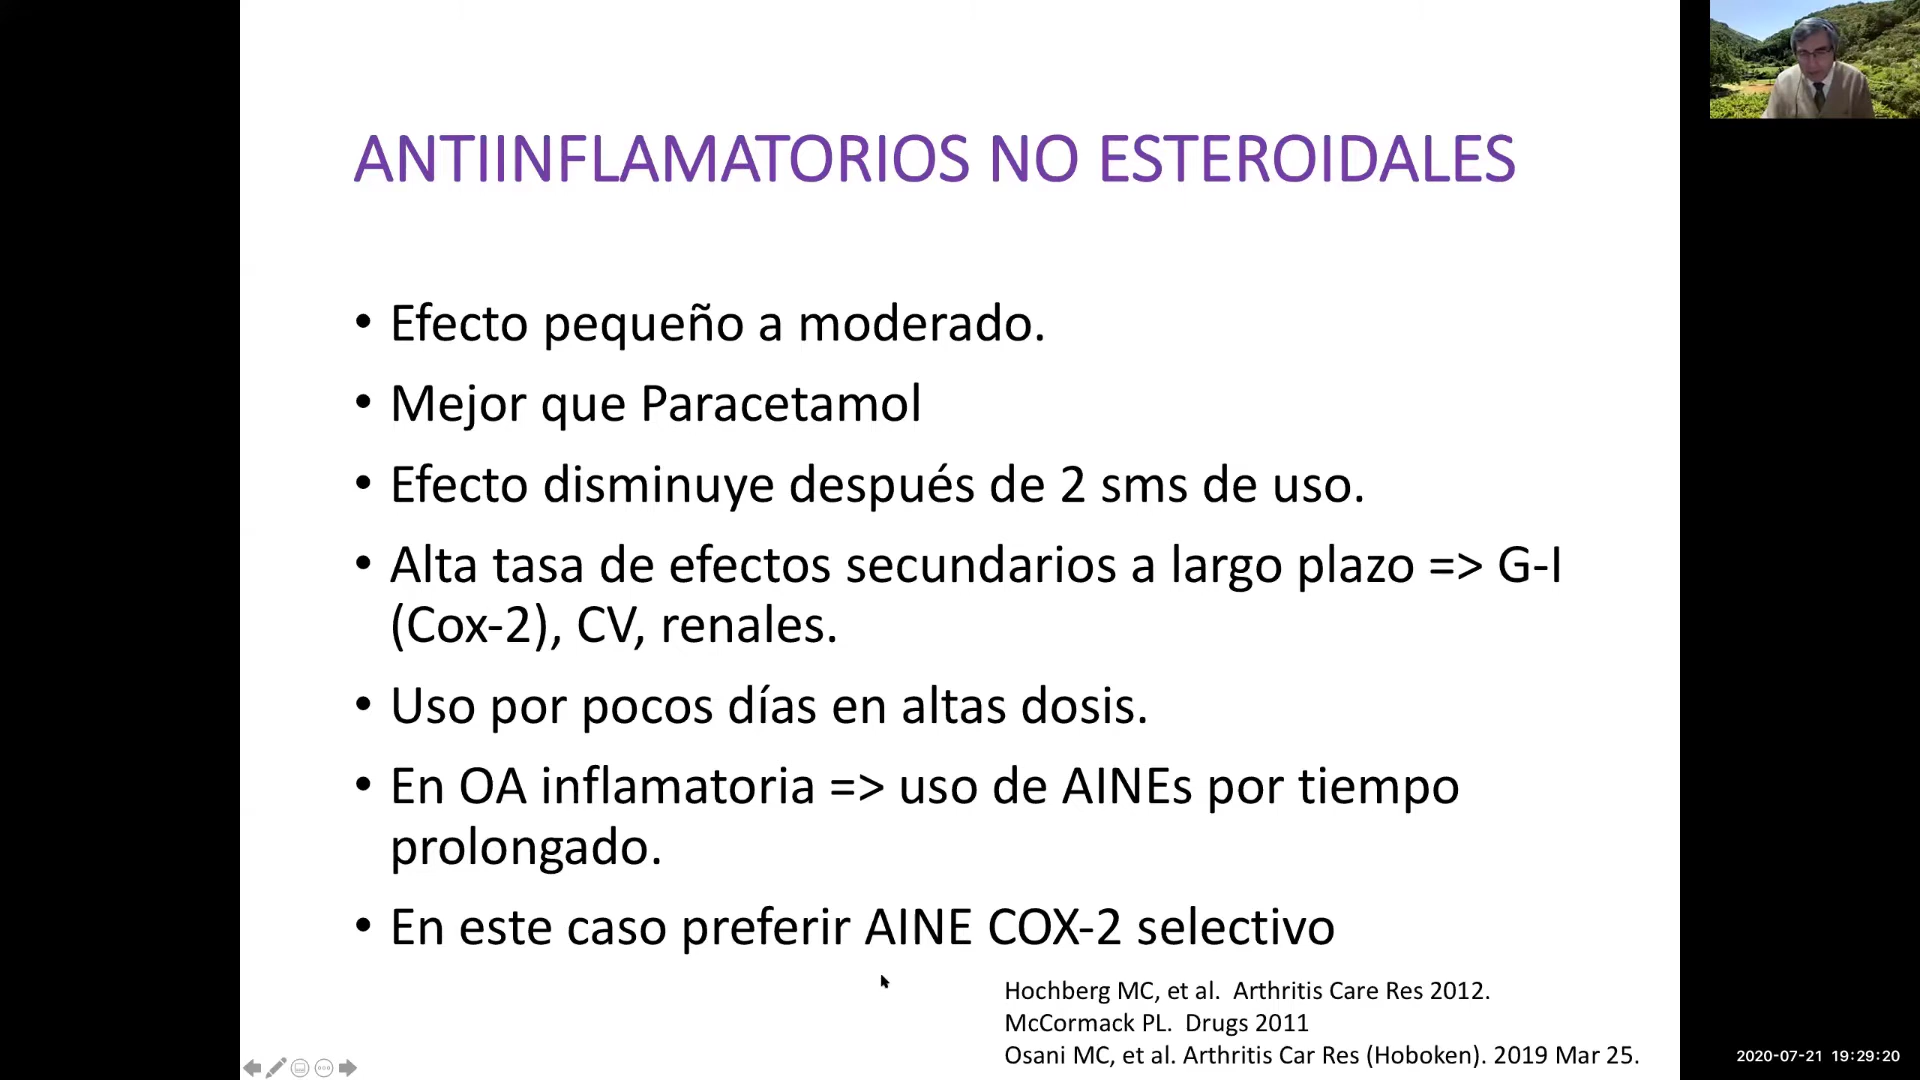 ANTIINFLAMATORIOS NO ESTEROIDALES
• Efecto pequeño a moderado.
• Mejor que Paracetamol
• Efecto disminuye después de 2 sms de uso.
• Alta tasa de efectos secundarios a largo plazo => G-I
(Cox-2), CV, renales.
• Uso por pocos días en altas dosis.
• En OA inflamatoria => uso de AINEs por tiempo
prolongado.
• En este caso preferir AINE COX-2 selectivo
Hochberg MC, et al. Arthritis Care Res 2012.
McCormack PL. Drugs 2011
Osani MC, et al. Arthritis Car Res (Hoboken). 2019 Mar 25.
2020-07-21 19:29:20